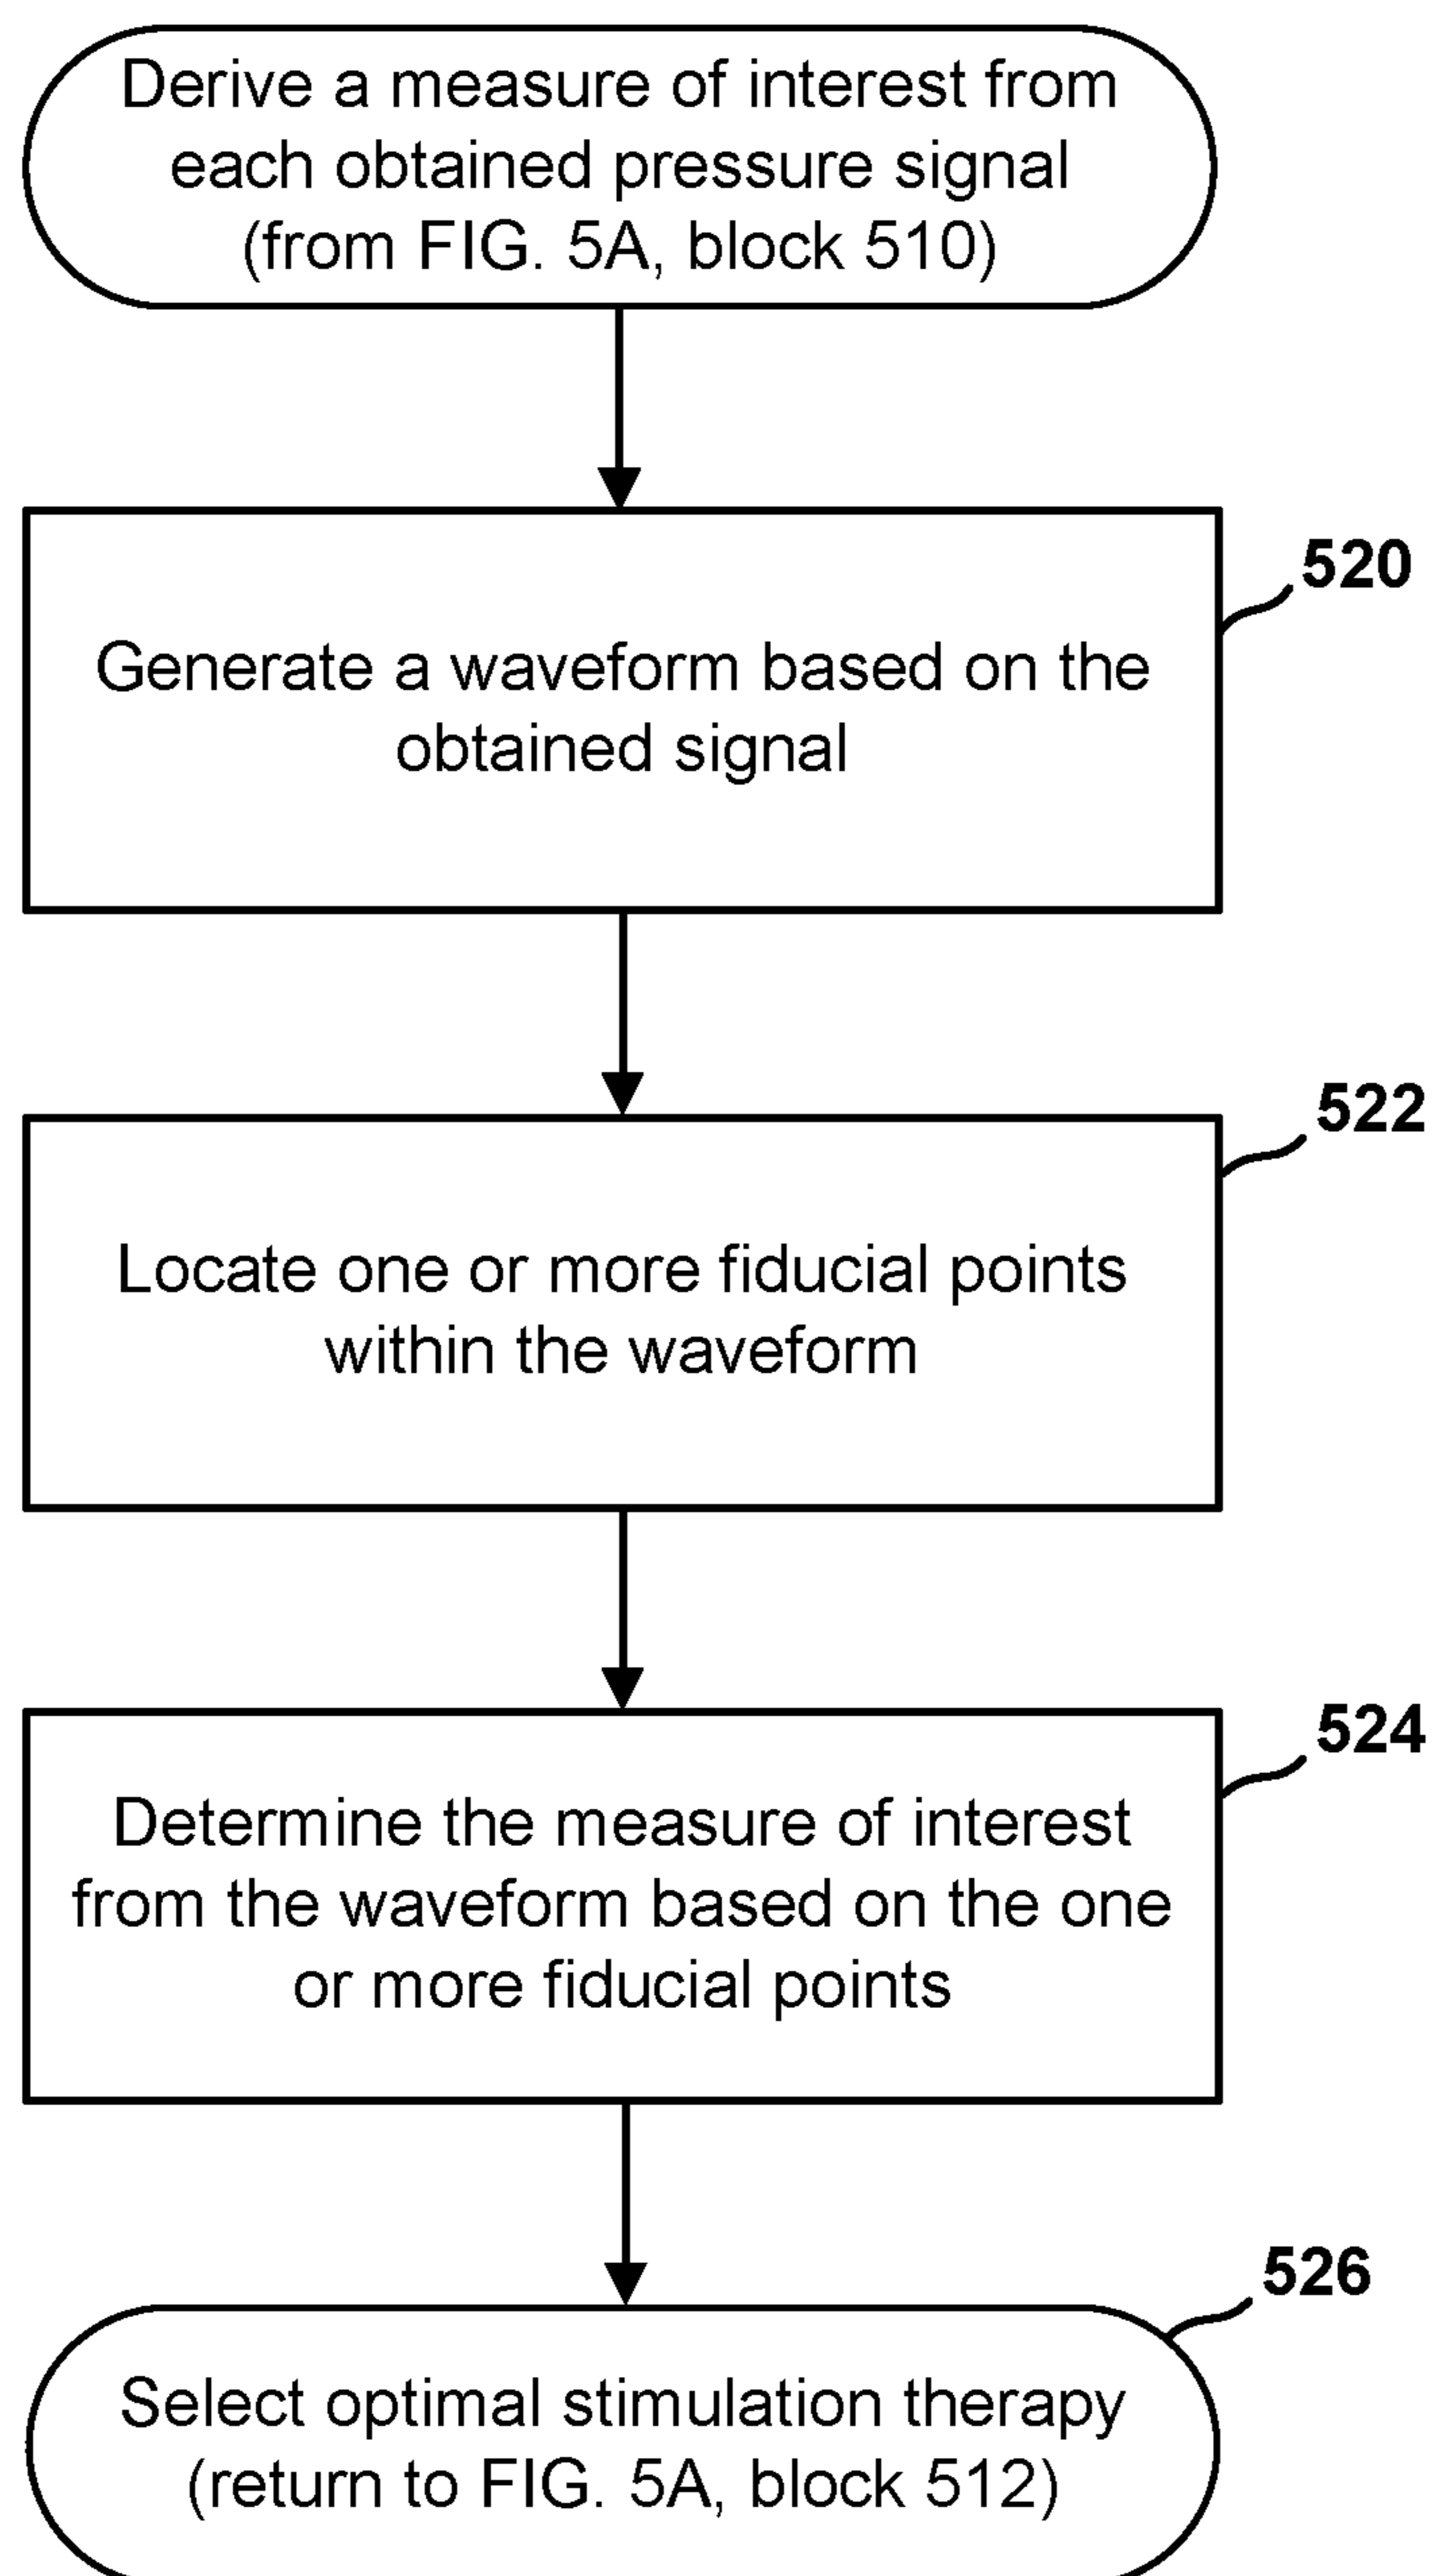 Derive a measure of interest from
each obtained pressure signal
(from FIG. 5A, block 510)
520
Generate a waveform based on the
obtained signal
522
Locate one or more fiducial points
within the waveform
524
Determine the measure of interest
from the waveform based on the one
or more fiducial points
526
Select optimal stimulation therapy
(return to FIG. 5A, block 512)